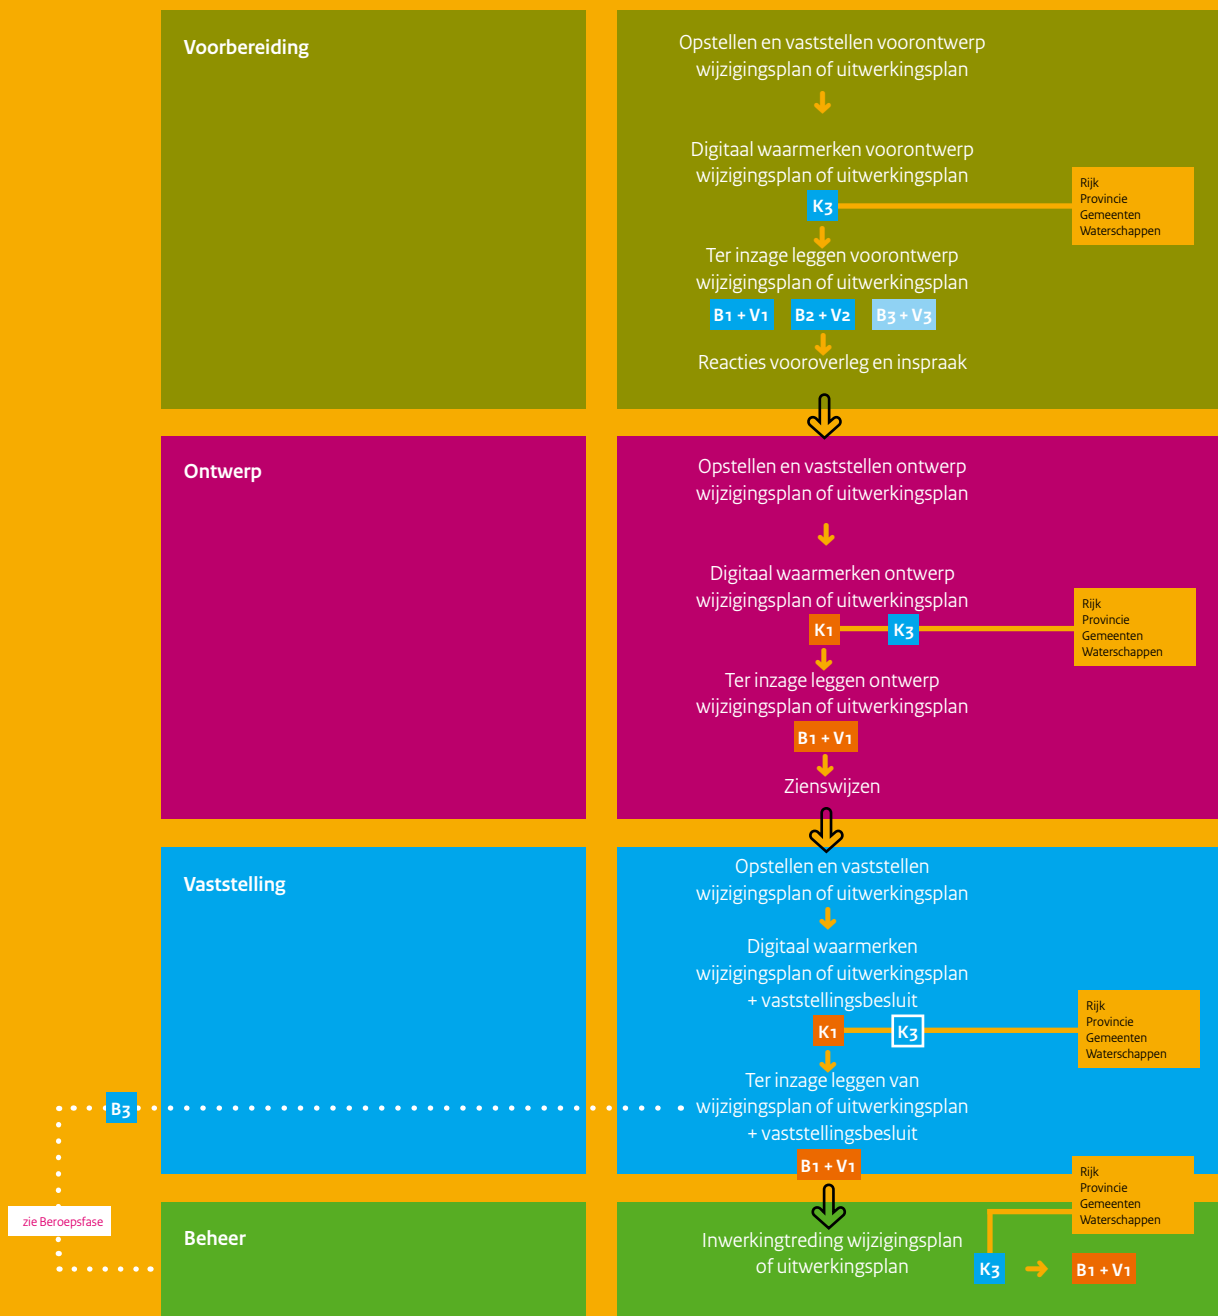 Voorbereiding
Opstellen en vaststellen voorontwerp
wijzigingsplan of uitwerkingsplan
Digitaal waarmerken voorontwerp
wijzigingsplan of uitwerkingsplan
K3
Rijk
Provincie
Gemeenten
Waterschappen
Ter inzage leggen voorontwerp
wijzigingsplan of uitwerkingsplan
B1 + V1 B2 + V2 B3 + V3
Reacties vooroverleg en inspraak
Ontwerp
Opstellen en vaststellen ontwerp
wijzigingsplan of uitwerkingsplan
Digitaal waarmerken ontwerp
wijzigingsplan of uitwerkingsplan
K1 K3
Rijk
Provincie
Gemeenten
Waterschappen
Ter inzage leggen ontwerp
wijzigingsplan of uitwerkingsplan
B1 + V1
Zienswijzen
Vaststelling
Opstellen en vaststellen
wijzigingsplan of uitwerkingsplan
Digitaal waarmerken
wijzigingsplan of uitwerkingsplan
+ vaststellingsbesluit
K1 K3
Rijk
Provincie
Gemeenten
Waterschappen
Ter inzage leggen van
wijzigingsplan of uitwerkingsplan
+ vaststellingsbesluit
B3
B1 + V1
zie Beroepsfase
Beheer
Inwerkingtreding wijzigingsplan
of uitwerkingsplan
Rijk
Provincie
Gemeenten
Waterschappen
K3 B1 + V1